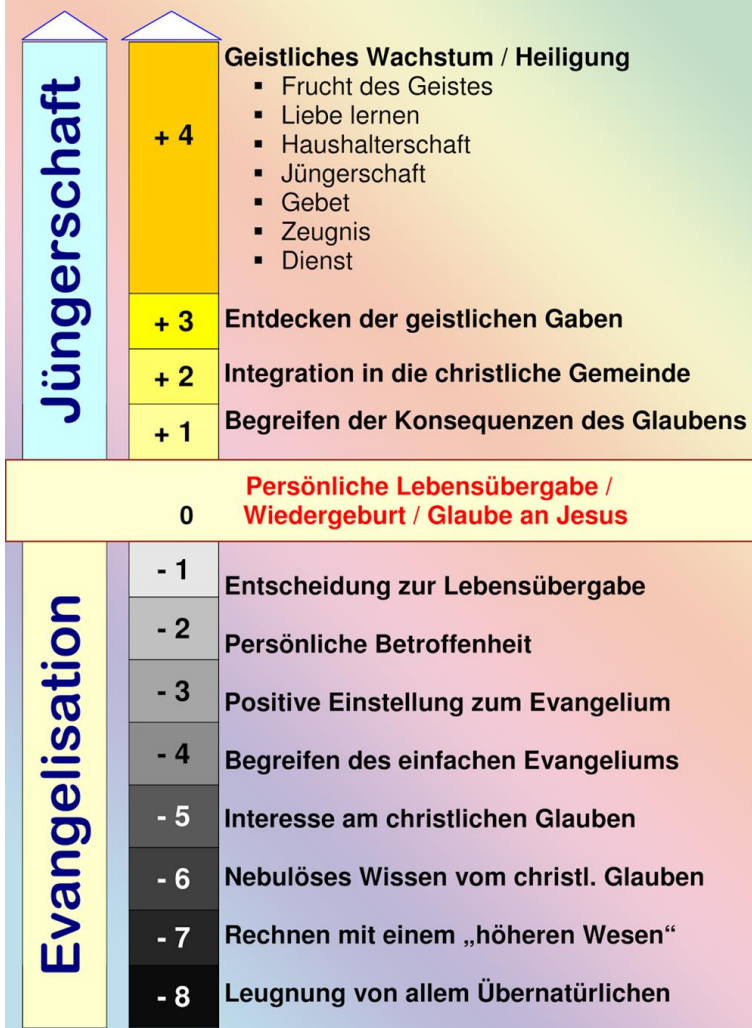 Jüngerschaft
+ 4
Geistliches Wachstum / Heiligung
▪ Frucht des Geistes
▪ Liebe lernen
▪ Haushalterschaft
▪ Jüngerschaft
▪ Gebet
▪ Zeugnis
▪ Dienst
+ 3 Entdecken der geistlichen Gaben
+ 2 Integration in die christliche Gemeinde
+ 1 Begreifen der Konsequenzen des Glaubens
Persönliche Lebensübergabe /
0 Wiedergeburt / Glaube an Jesus
Evangelisation
- 1 Entscheidung zur Lebensübergabe
- 2 Persönliche Betroffenheit
- 3 Positive Einstellung zum Evangelium
- 4 Begreifen des einfachen Evangeliums
- 5 Interesse am christlichen Glauben
- 6 Nebulöses Wissen vom christl. Glauben
- 7 Rechnen mit einem „höheren Wesen“
- 8 Leugnung von allem Übernatürlichen